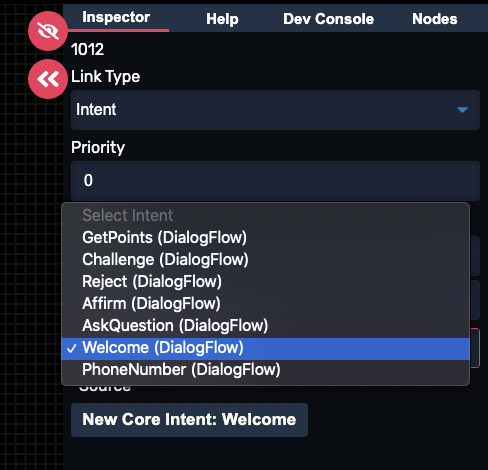 Inspector Help Dev Console Nodes
1012
Link Type
Intent
Priority
0
Select Intent
GetPoints (DialogFlow)
Challenge (DialogFlow)
Reject (DialogFlow)
Affirm (DialogFlow)
AskQuestion (DialogFlow)
✓ Welcome (DialogFlow)
PhoneNumber (DialogFlow)
Source
New Core Intent: Welcome